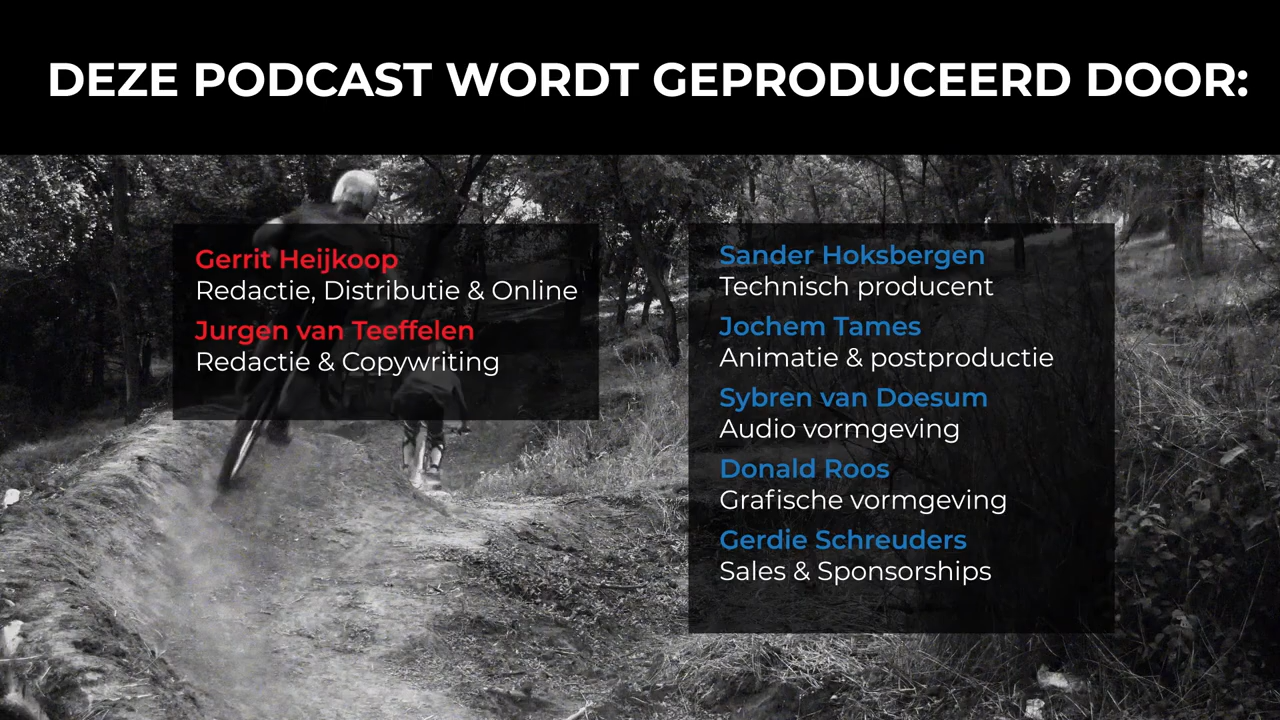 DEZE PODCAST WORDT GEPRODUCEERD DOOR:
Gerrit Heijkoop
Redactie, Distributie & Online
Jurgen van Teeffelen
Redactie & Copywriting
Sander Hoksbergen
Technisch producent
Jochem Tames
Animatie & postproductie
Sybren van Doesum
Audio vormgeving
Donald Roos
Grafische vormgeving
Gerdie Schreuders
Sales & Sponsorships